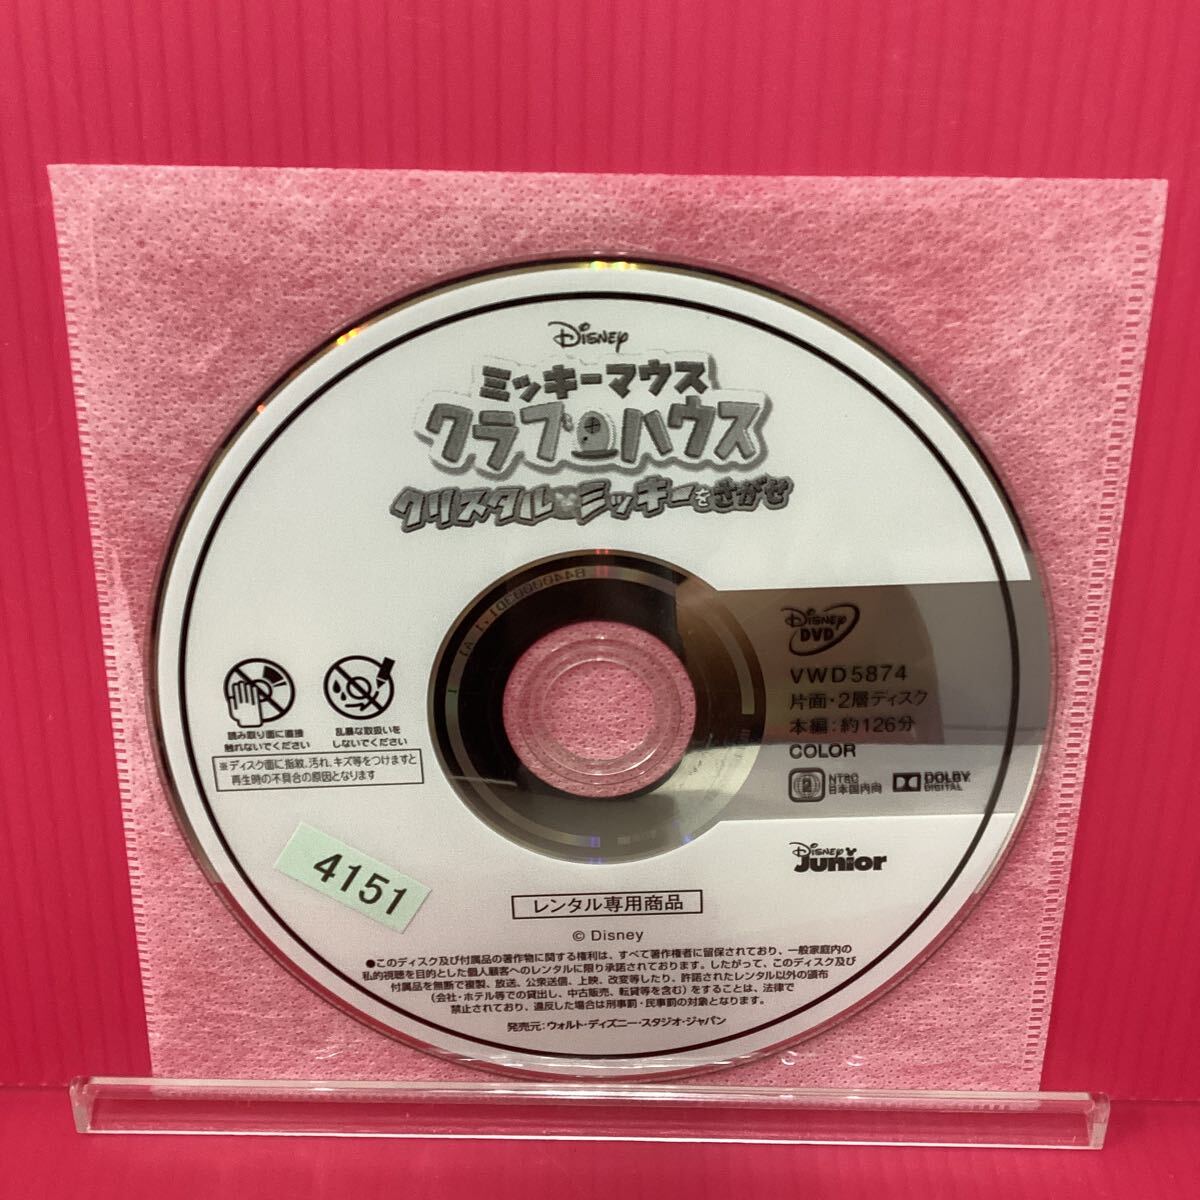 Disney
ミッキーマウス
クラブハウス
クリスタル・ミッキーをさがせ
Disney
DVD
VWD5874
片面・2層ディスク
本編:約126分
COLOR
2
NTSC
日本国内向
DOLBY
DIGITAL
読み取り面に直接
触れないでください
乱暴な取扱いを
しないでください
※ディスク面に指紋、汚れ、キズ等をつけますと
再生時の不具合の原因となります
Disney
Junior
4151
レンタル専用商品
© Disney
●このディスク及び付属品の著作物に関する権利は、すべて著作権者に留保されており、一般家庭内の
私的視聴を目的とした個人顧客へのレンタルに限り承諾されております。したがって、このディスク及び
付属品を無断で複製、放送、公衆送信、上映、改変等したり、許諾されたレンタル以外の頒布
(会社・ホテル等での貸出し、中古販売、転貸等を含む)をすることは、法律で
禁止されており、違反した場合は刑事罰・民事罰の対象となります。
発売元:ウォルト・ディズニー・スタジオ・ジャパン